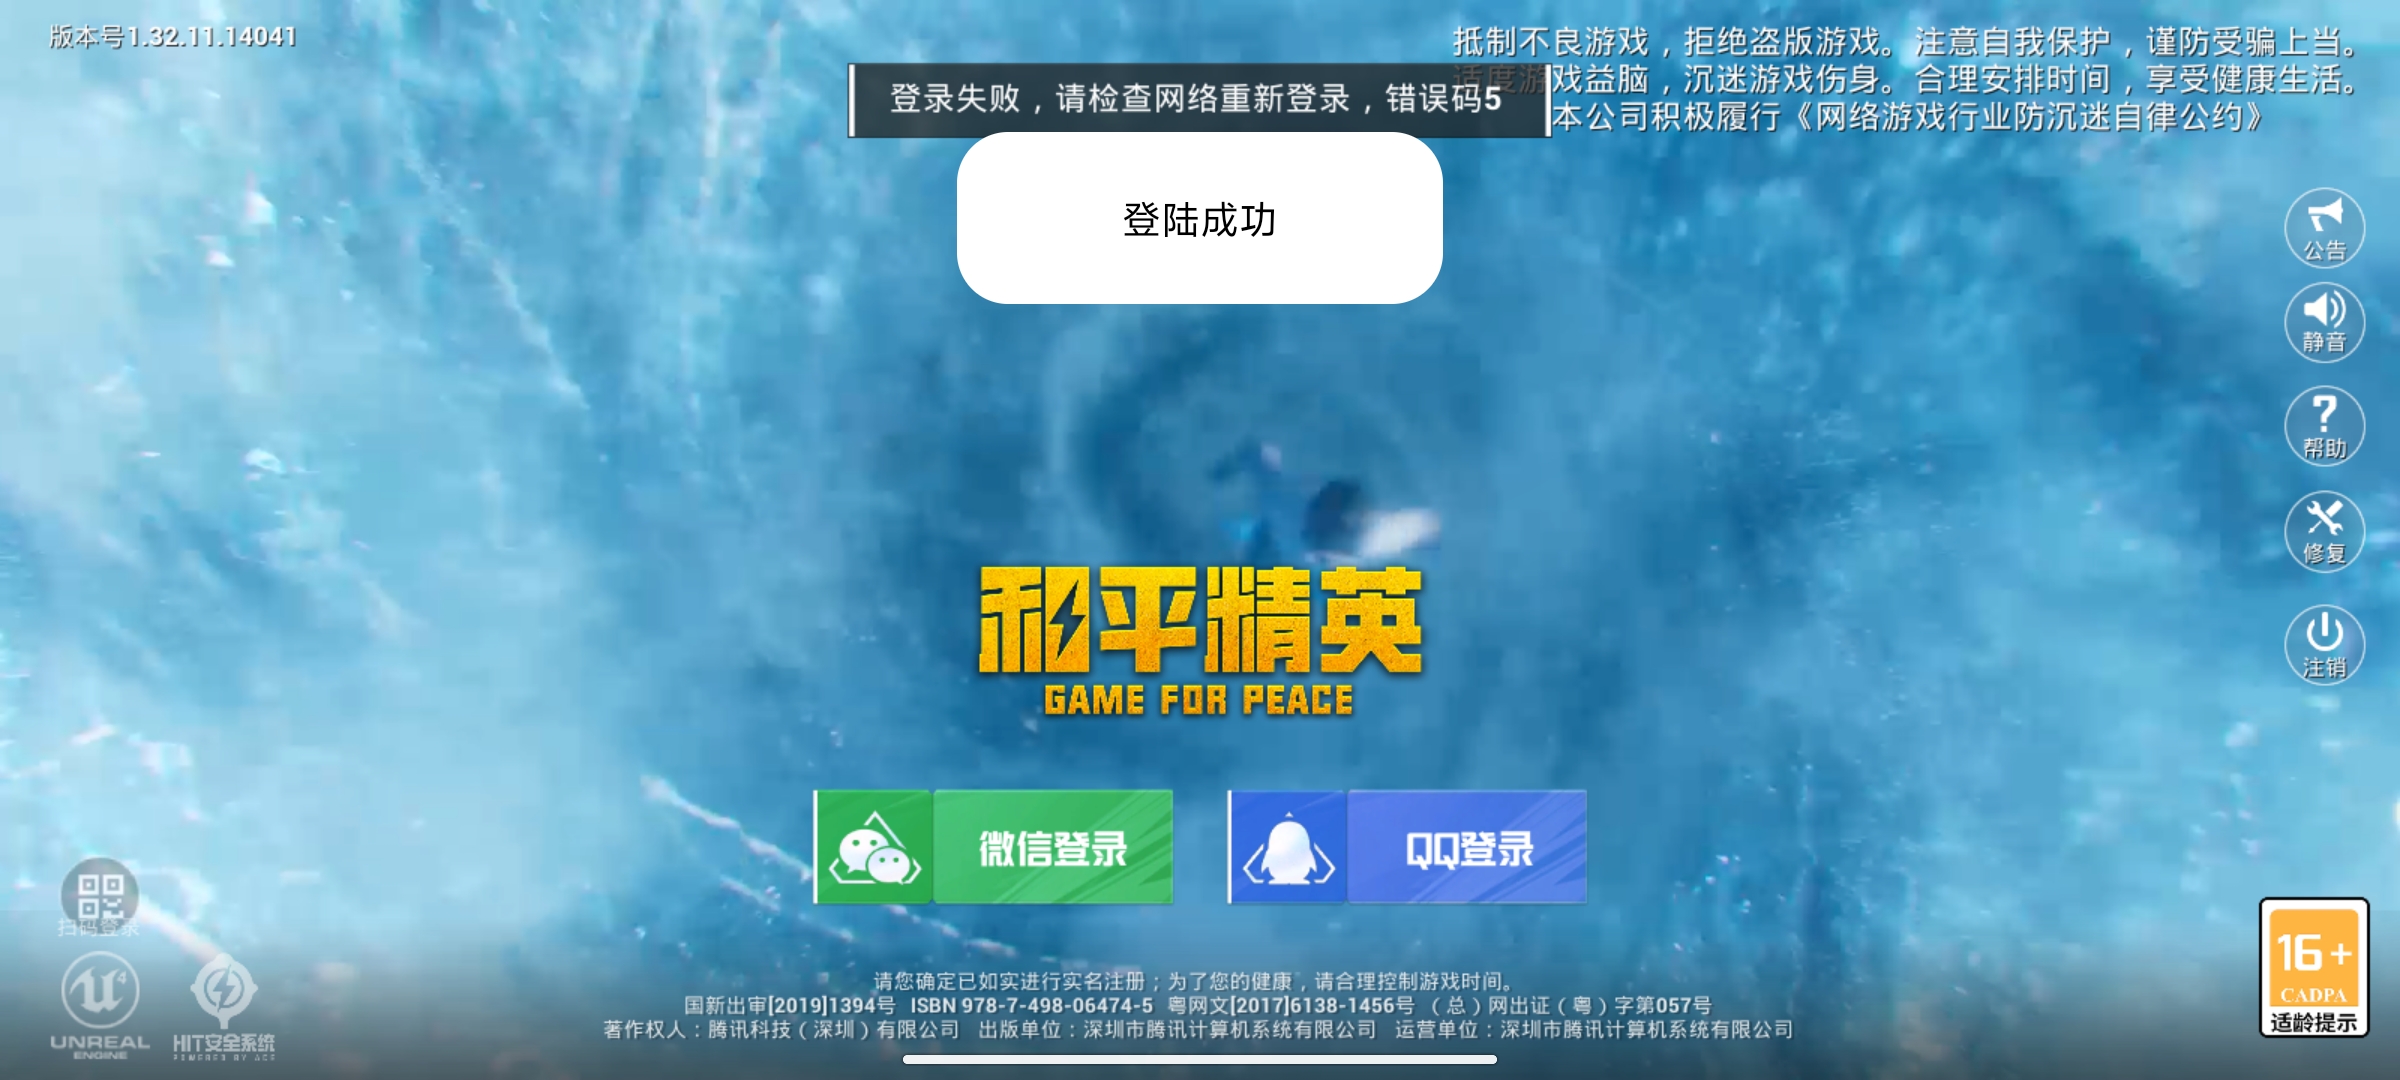 版本号1.32.11.14041
抵制不良游戏，拒绝盗版游戏。注意自我保护，谨防受骗上当。
适度游戏益脑，沉迷游戏伤身。合理安排时间，享受健康生活。
本公司积极履行《网络游戏行业防沉迷自律公约》
登录失败，请检查网络重新登录，错误码5
登陆成功
公告
静音
?
帮助
修复
注销
和平精英
GAME FOR PEACE
微信登录
QQ登录
扫码登录
UNREAL
ENGINE
HIT安全系统
POWERED BY ACE
请您确定已如实进行实名注册；为了您的健康，请合理控制游戏时间。
国新出审[2019]1394号 ISBN 978-7-498-06474-5 粤网文[2017]6138-1456号 （总）网出证（粤）字第057号
著作权人：腾讯科技（深圳）有限公司 出版单位：深圳市腾讯计算机系统有限公司 运营单位：深圳市腾讯计算机系统有限公司
16+
CADPA
适龄提示